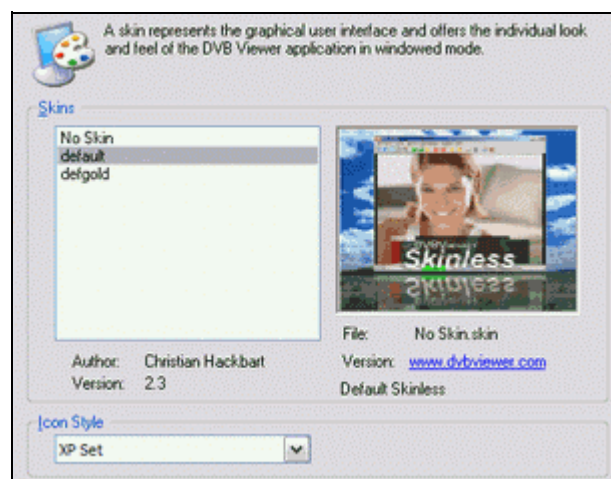 A skin represents the graphical user interface and offers the individual look
and feel of the DVB Viewer application in windowed mode.
Skins
No Skin
default
defgold
DVBViewer
Skinless
File: No Skin.skin
Author: Christian Hackbart
Version: www.dvbviewer.com
Version: 2.3
Default Skinless
Icon Style
XP Set